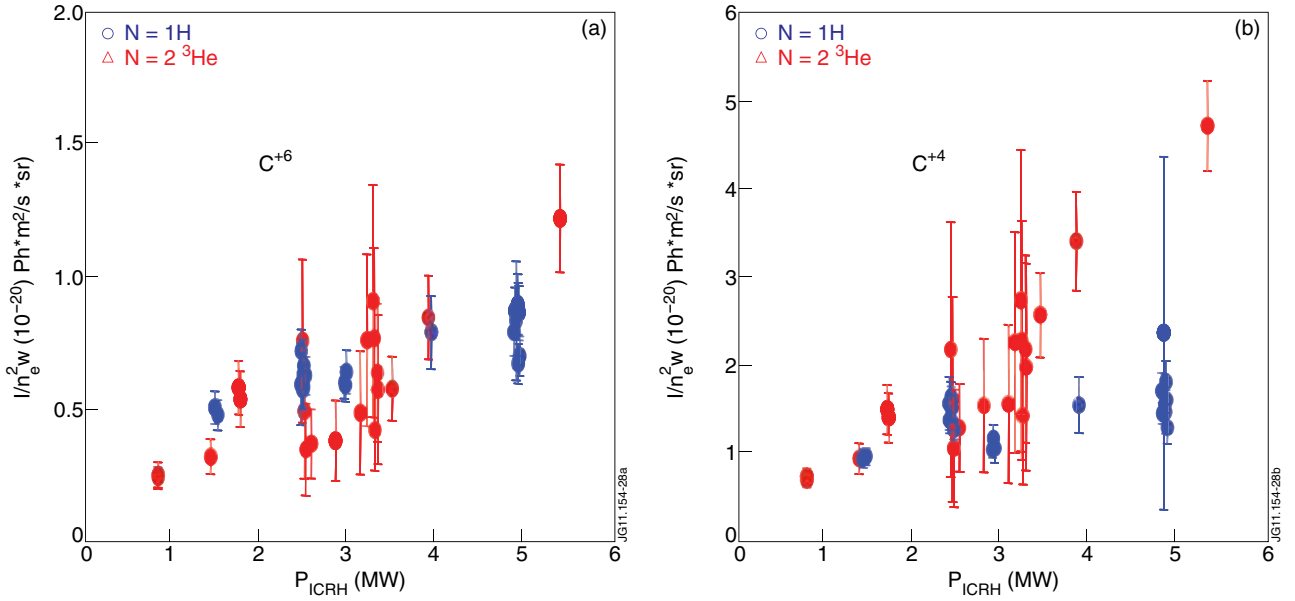 2.0
1.5
1.0
0.5
0
0
1
2
3
4
5
6
I/n²ₑw (10⁻²⁰) Ph*m²/s *sr)
P_ICRH (MW)
○ N = 1H
△ N = 2 ³He
(a)
C⁺⁶
JG11.154-28a
6
5
4
3
2
1
0
0
1
2
3
4
5
6
I/n²ₑw (10⁻²⁰) Ph*m²/s *sr)
P_ICRH (MW)
○ N = 1H
△ N = 2 ³He
(b)
C⁺⁴
JG11.154-28b